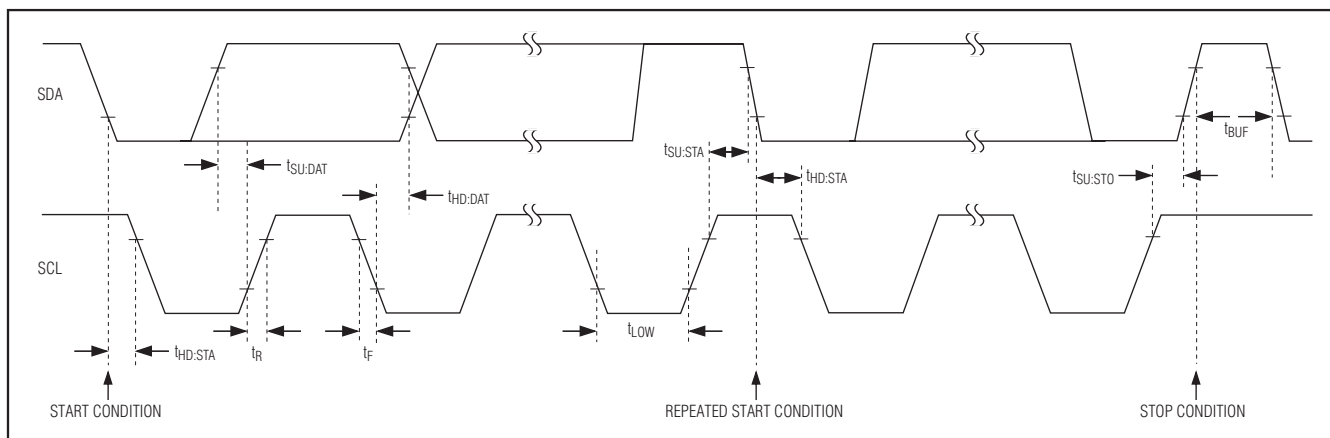 SDA
tSU:DAT
tHD:DAT
tSU:STA
tHD:STA
tSU:STO
tBUF
SCL
tHD:STA
tR
tF
tLOW
START CONDITION
REPEATED START CONDITION
STOP CONDITION